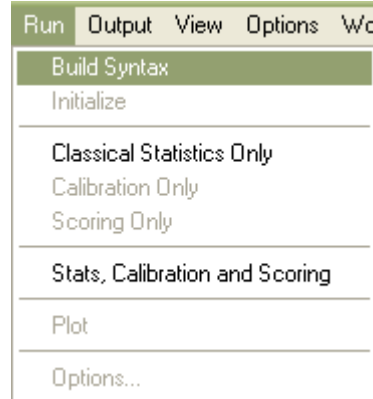 Run Output View Options Wo
Build Syntax
Initialize
Classical Statistics Only
Calibration Only
Scoring Only
Stats, Calibration and Scoring
Plot
Options...